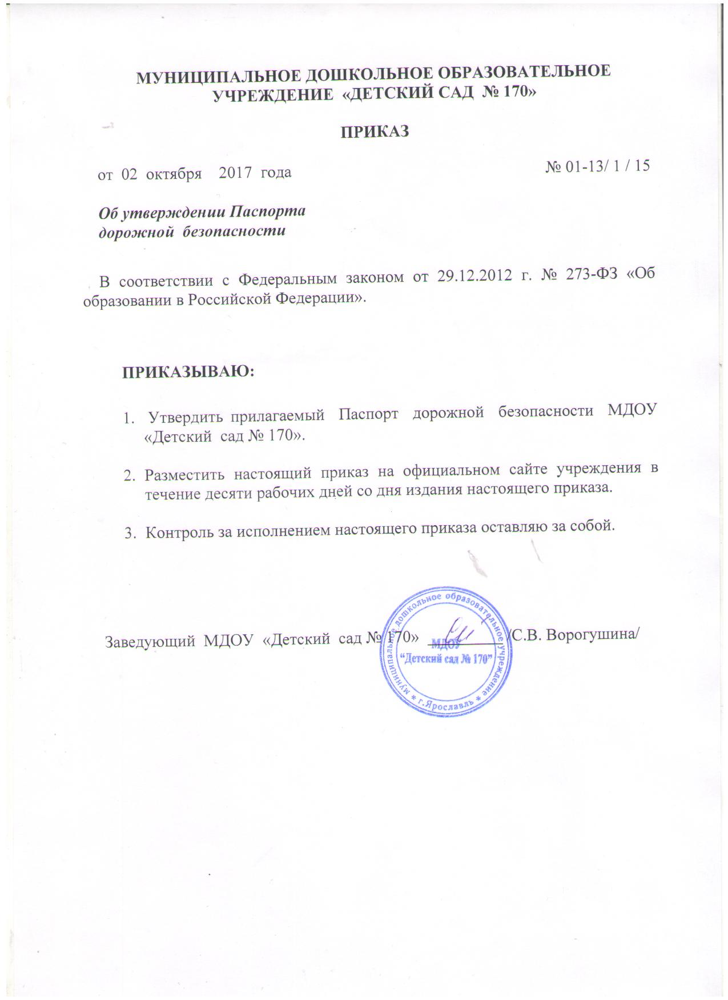 МУНИЦИПАЛЬНОЕ ДОШКОЛЬНОЕ ОБРАЗОВАТЕЛЬНОЕ
УЧРЕЖДЕНИЕ «ДЕТСКИЙ САД № 170»
ПРИКАЗ
от 02 октября 2017 года № 01-13/ 1 / 15
Об утверждении Паспорта
дорожной безопасности
В соответствии с Федеральным законом от 29.12.2012 г. № 273-ФЗ «Об
образовании в Российской Федерации».
ПРИКАЗЫВАЮ:
1. Утвердить прилагаемый Паспорт дорожной безопасности МДОУ
«Детский сад № 170».
2. Разместить настоящий приказ на официальном сайте учреждения в
течение десяти рабочих дней со дня издания настоящего приказа.
3. Контроль за исполнением настоящего приказа оставляю за собой.
Заведующий МДОУ «Детский сад № 170» /С.В. Ворогушина/
муниципальное дошкольное образовательное учреждение
* г.Ярославль *
МДОУ
“Детский сад № 170”